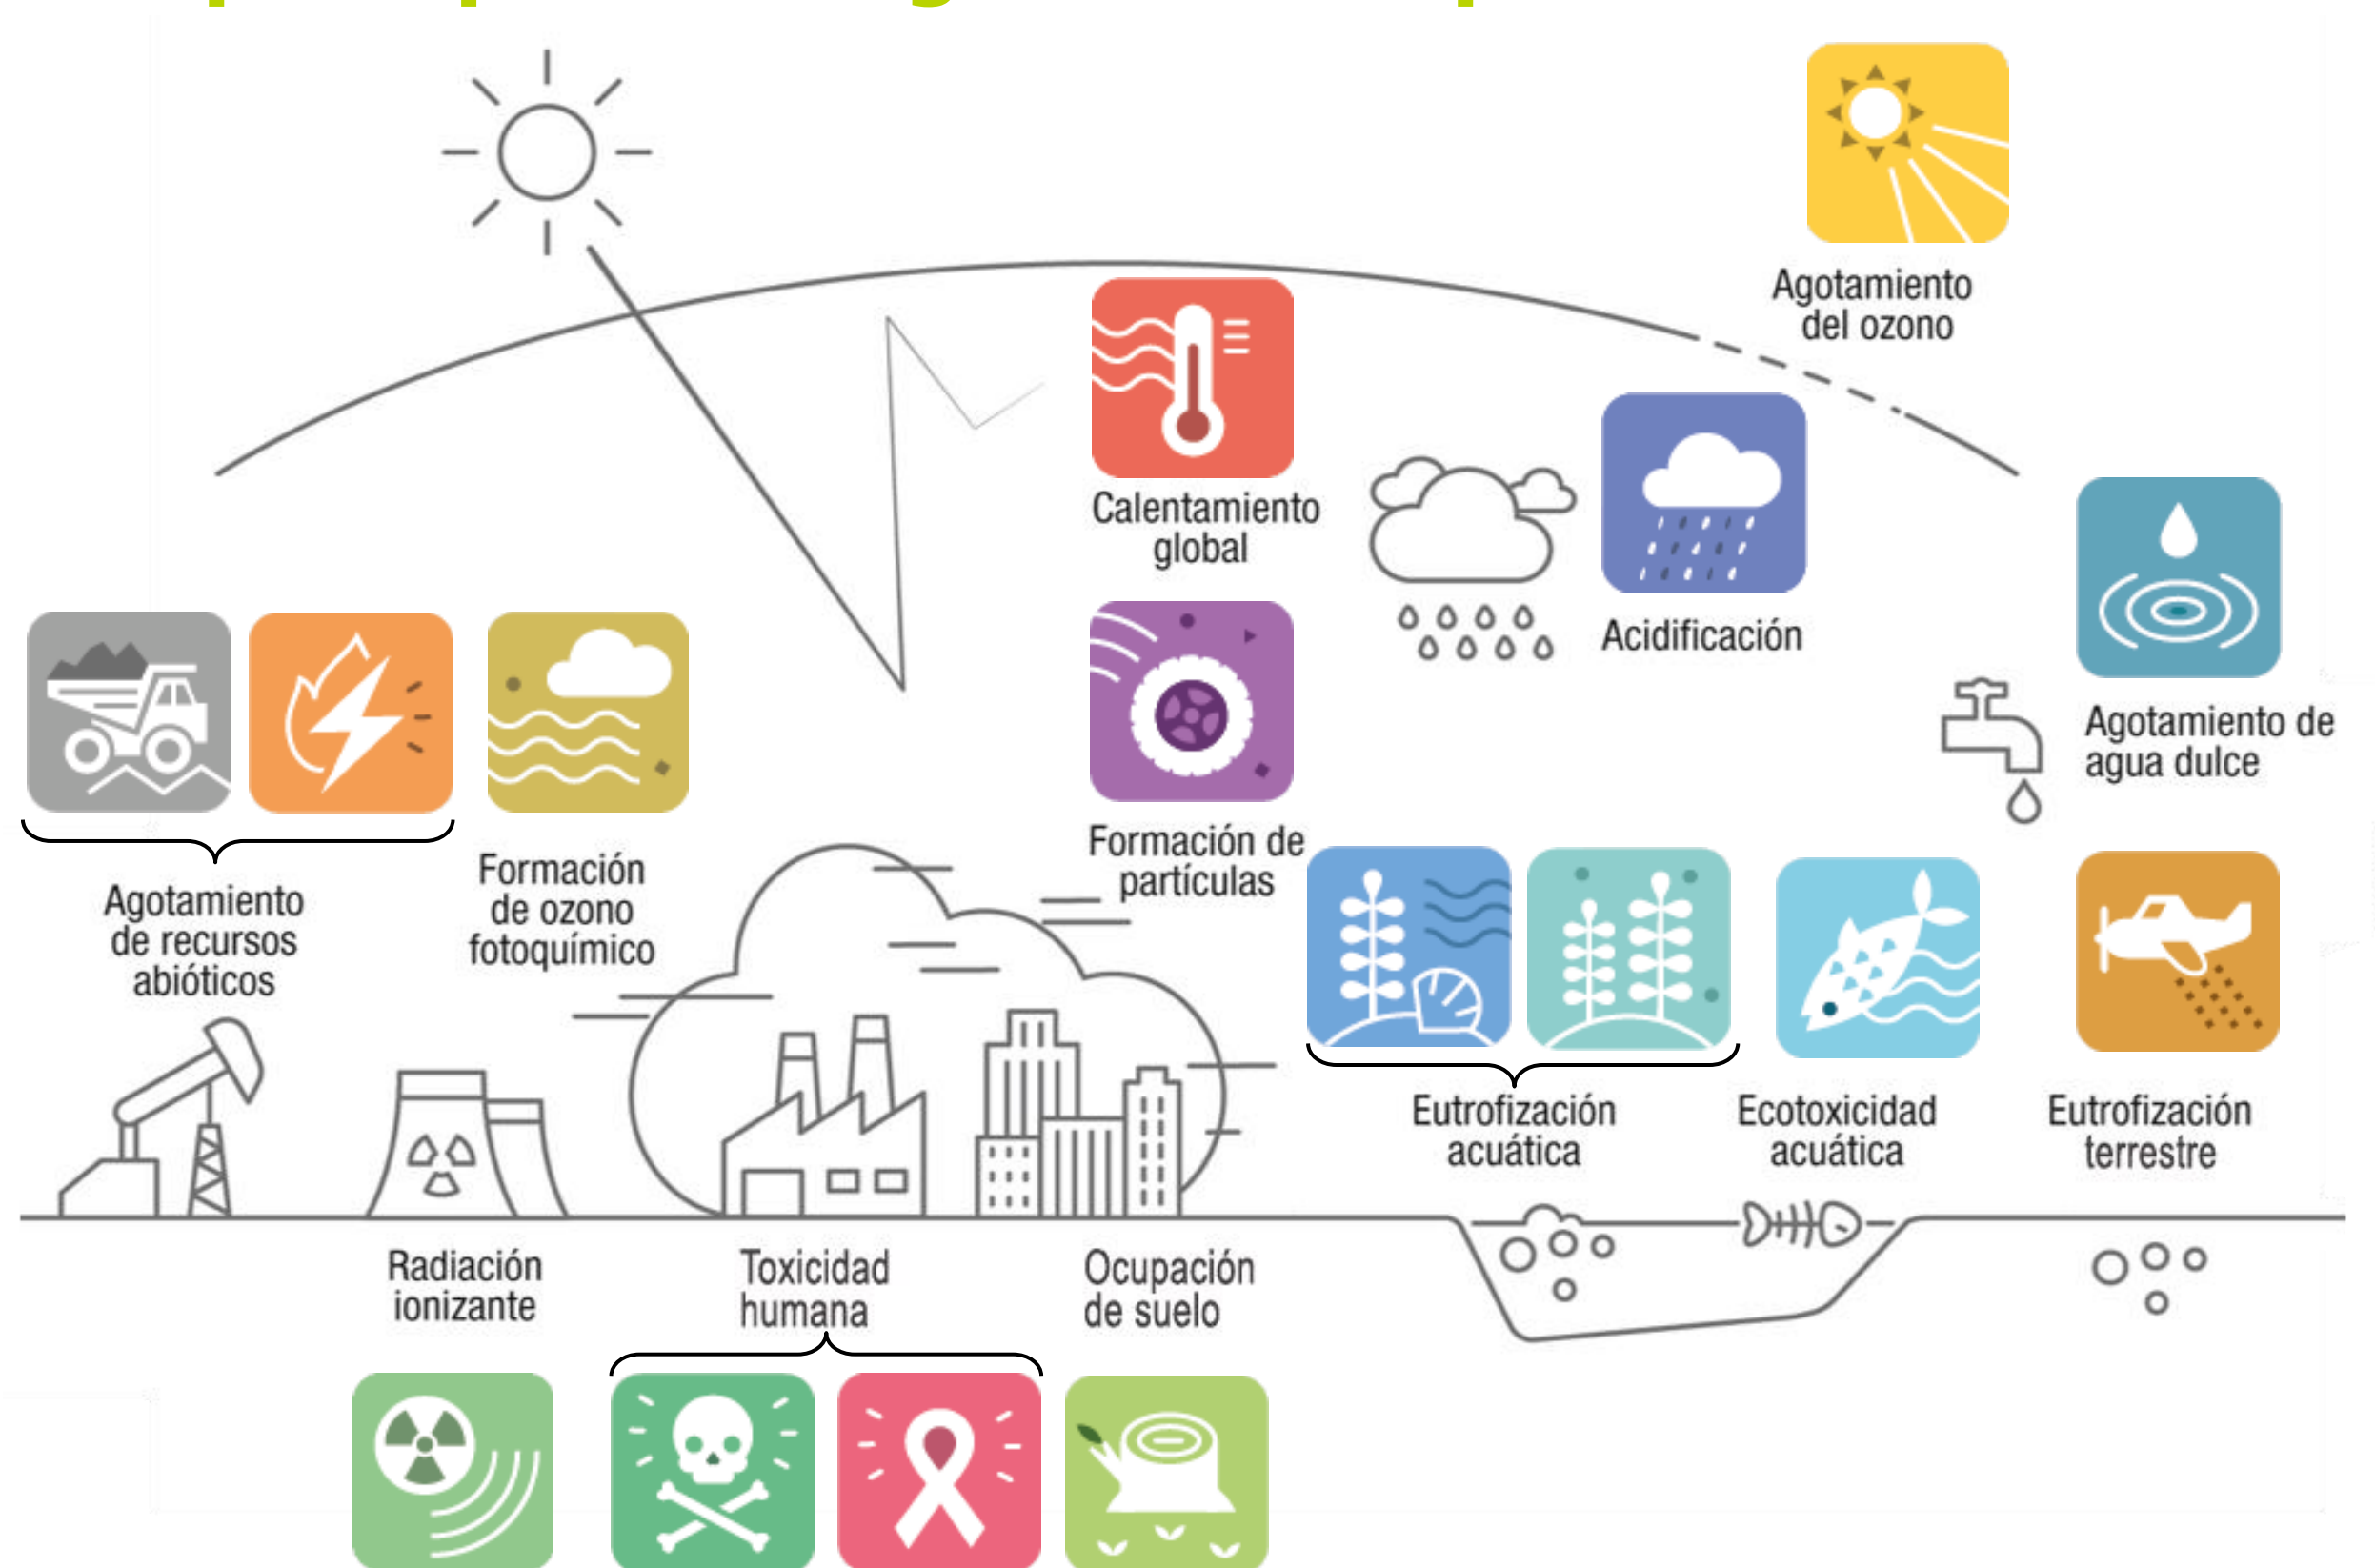 Agotamiento
del ozono
Calentamiento
global
Acidificación
Agotamiento de
agua dulce
Formación de
partículas
Formación
de ozono
fotoquímico
Agotamiento
de recursos
abióticos
Eutrofización
acuática
Ecotoxicidad
acuática
Eutrofización
terrestre
Radiación
ionizante
Toxicidad
humana
Ocupación
de suelo